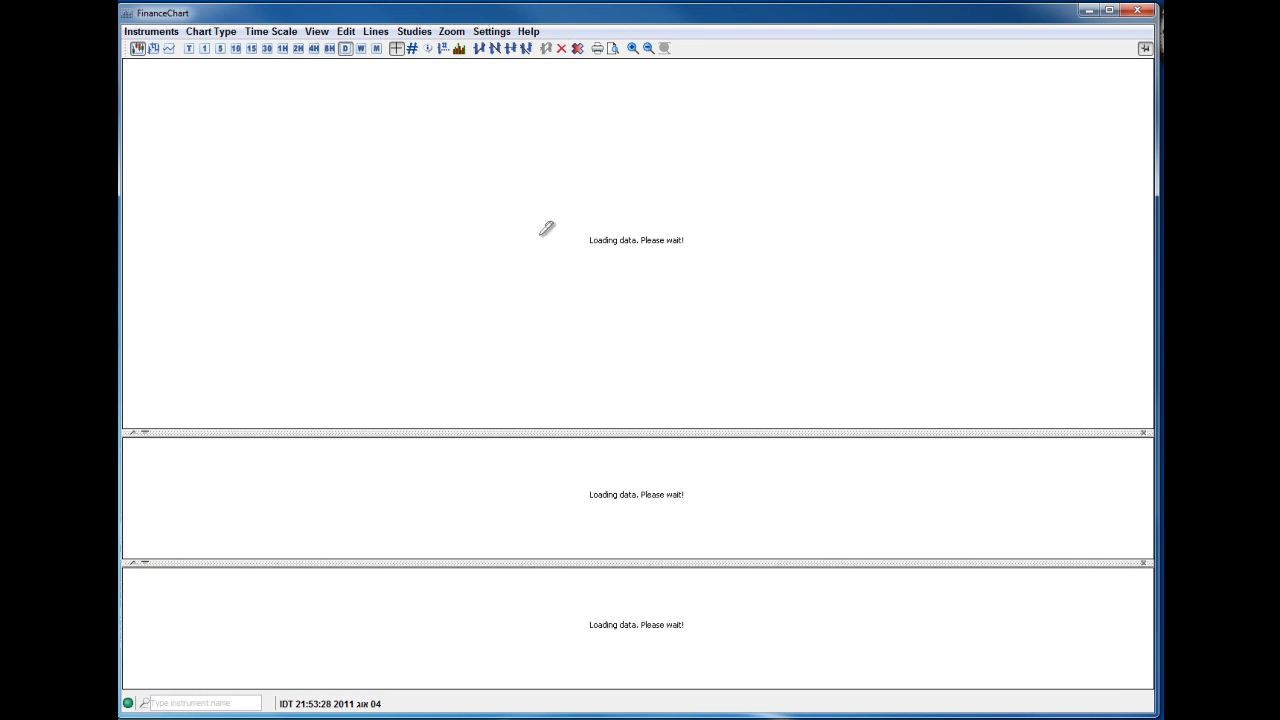 FinanceChart
Instruments Chart Type Time Scale View Edit Lines Studies Zoom Settings Help
T 1 5 10 15 30 1H 2H 4H 8H D W M
Loading data. Please wait!
Loading data. Please wait!
Loading data. Please wait!
Type instrument name IDT 21:53:28 2011 אוג 04